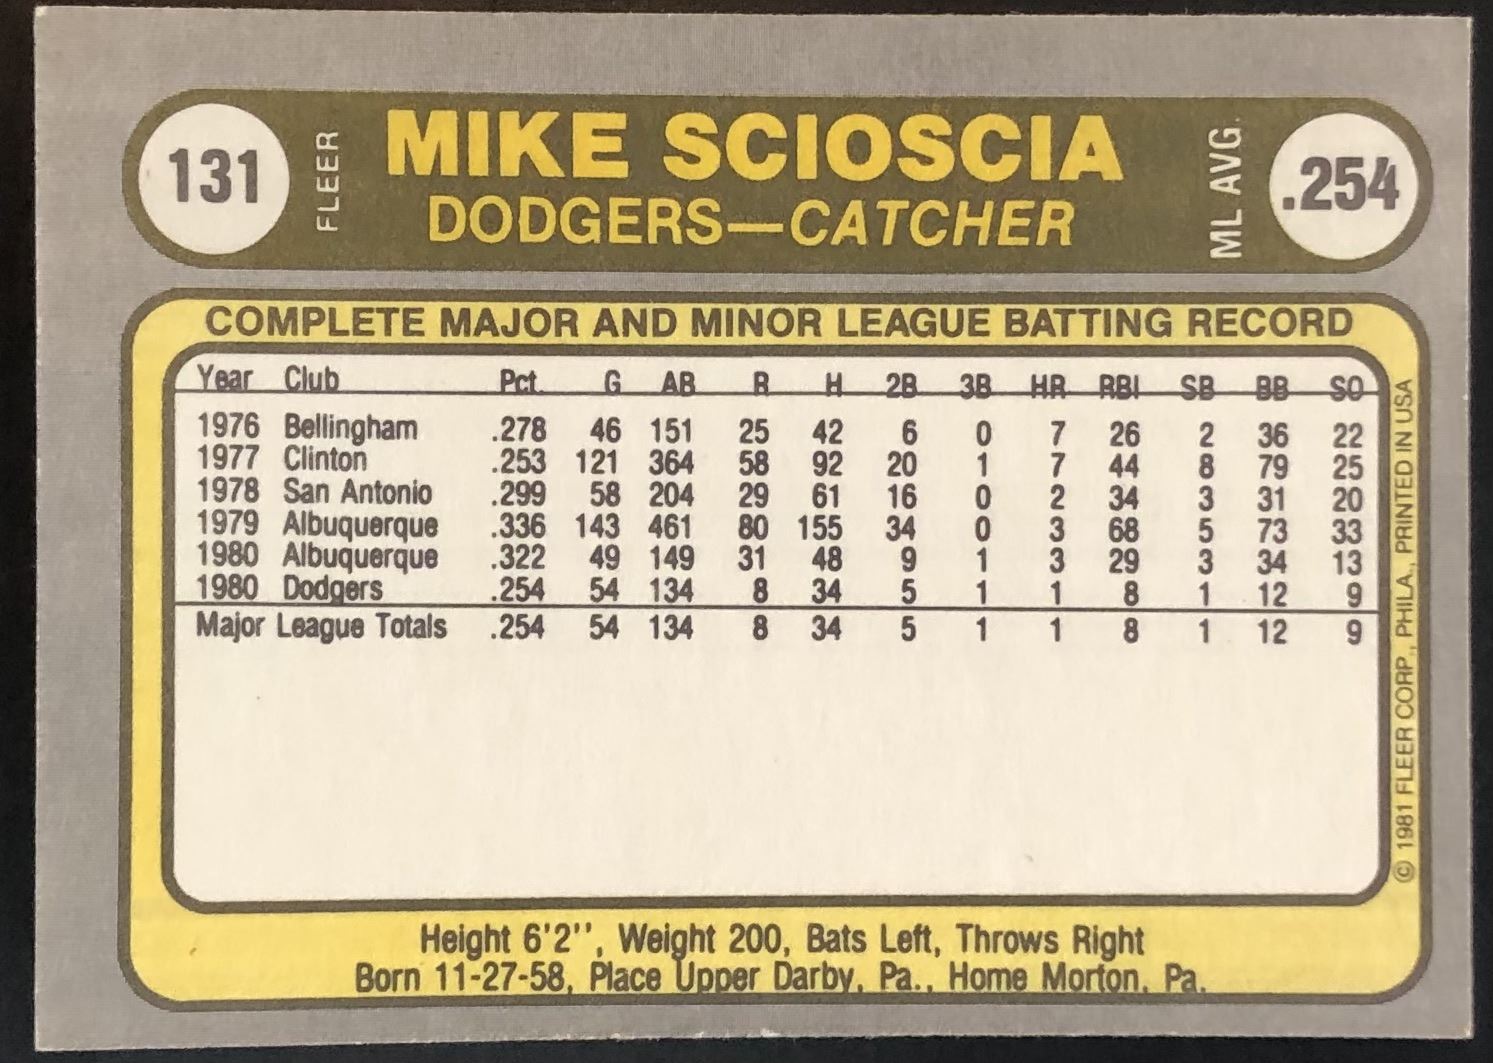 131 FLEER MIKE SCIOSCIA ML AVG. .254
DODGERS—CATCHER
COMPLETE MAJOR AND MINOR LEAGUE BATTING RECORD
Year Club Pct. G AB R H 2B 3B HR RBI SB BB SO
1976 Bellingham .278 46 151 25 42 6 0 7 26 2 36 22
1977 Clinton .253 121 364 58 92 20 1 7 44 8 79 25
1978 San Antonio .299 58 204 29 61 16 0 2 34 3 31 20
1979 Albuquerque .336 143 461 80 155 34 0 3 68 5 73 33
1980 Albuquerque .322 49 149 31 48 9 1 3 29 3 34 13
1980 Dodgers .254 54 134 8 34 5 1 1 8 1 12 9
Major League Totals .254 54 134 8 34 5 1 1 8 1 12 9
© 1981 FLEER CORP., PHILA., PRINTED IN USA
Height 6'2'', Weight 200, Bats Left, Throws Right
Born 11-27-58, Place Upper Darby, Pa., Home Morton, Pa.